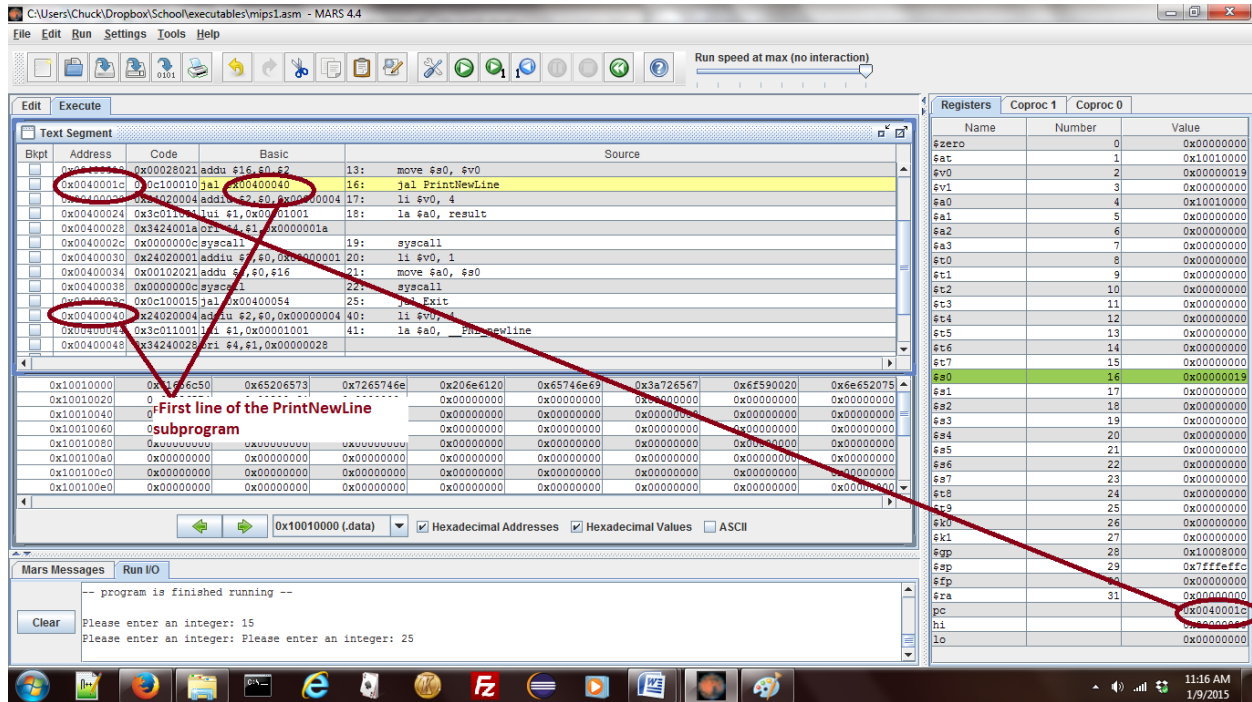 C:\Users\Chuck\Dropbox\School\executables\mips1.asm - MARS 4.4
File Edit Run Settings Tools Help
Run speed at max (no interaction)
Edit Execute
Text Segment
Bkpt Address Code Basic Source
0x00028021 addu $16,$0,$2 13: move $s0, $v0
0x0040001c jal 0x00400040 16: jal PrintNewLine
17: li $v0, 4
0x00400024 18: la $a0, result
0x00400028 0x3424001a
0x0040002c 0x0000000c syscall 19: syscall
0x00400030 0x24020001 addiu 20: li $v0, 1
0x00400034 0x00102021 addu 21: move $a0, $s0
0x00400038 0x0000000c 22: syscall
0x0c100015 jal 0x00400054 25: jal Exit
0x00400040 0x24020004 addiu $2,$0,0x00000004 40: li $v0, 4
0x3c011001 $1,0x00001001 41: la $a0,
0x00400048 0x34240028 ori $4,$1,0x00000028
0x10010000 0x65206573 0x7265746e 0x206e6120 0x65746e69 0x3a726567 0x6f590020 0x6e652075
0x10010020 0x00000000 0x00000000 0x00000000 0x00000000 0x00000000
0x10010040 0x00000000 0x00000000 0x00000000 0x00000000
0x10010060 0x00000000 0x00000000 0x00000000 0x00000000 0x00000000
First line of the PrintNewLine
subprogram
0x10010080 0x00000000 0x00000000 0x00000000 0x00000000 0x00000000
0x100100a0 0x00000000 0x00000000 0x00000000 0x00000000 0x00000000 0x00000000 0x00000000 0x00000000
0x100100c0 0x00000000 0x00000000 0x00000000 0x00000000 0x00000000 0x00000000 0x00000000
0x100100e0 0x00000000 0x00000000 0x00000000 0x00000000 0x00000000 0x00000000 0x00000000 0x00000000
0x10010000 (.data) Hexadecimal Addresses Hexadecimal Values ASCII
Mars Messages Run I/O
Clear
-- program is finished running --
Please enter an integer: 15
Please enter an integer: Please enter an integer: 25
Registers Coproc 1 Coproc 0
Name Number Value
$zero 0 0x00000000
$at 1 0x10010000
$v0 2 0x00000019
$v1 3 0x00000000
$a0 4 0x10010000
$a1 5 0x00000000
$a2 6 0x00000000
$a3 7 0x00000000
$t0 8 0x00000000
$t1 9 0x00000000
$t2 10 0x00000000
$t3 11 0x00000000
$t4 12 0x00000000
$t5 13 0x00000000
$t6 14 0x00000000
$t7 15 0x00000000
$s0 16 0x00000019
$s1 17 0x00000000
$s2 18 0x00000000
$s3 19 0x00000000
$s4 20 0x00000000
$s5 21 0x00000000
$s6 22 0x00000000
$s7 23 0x00000000
$t8 24 0x00000000
$t9 25 0x00000000
$k0 26 0x00000000
$k1 27 0x00000000
$gp 28 0x10008000
$sp 29 0x7fffeffc
$fp 0x00000000
$ra 31 0x00000000
pc 0x0040001c
hi
lo 0x00000000
11:16 AM
1/9/2015